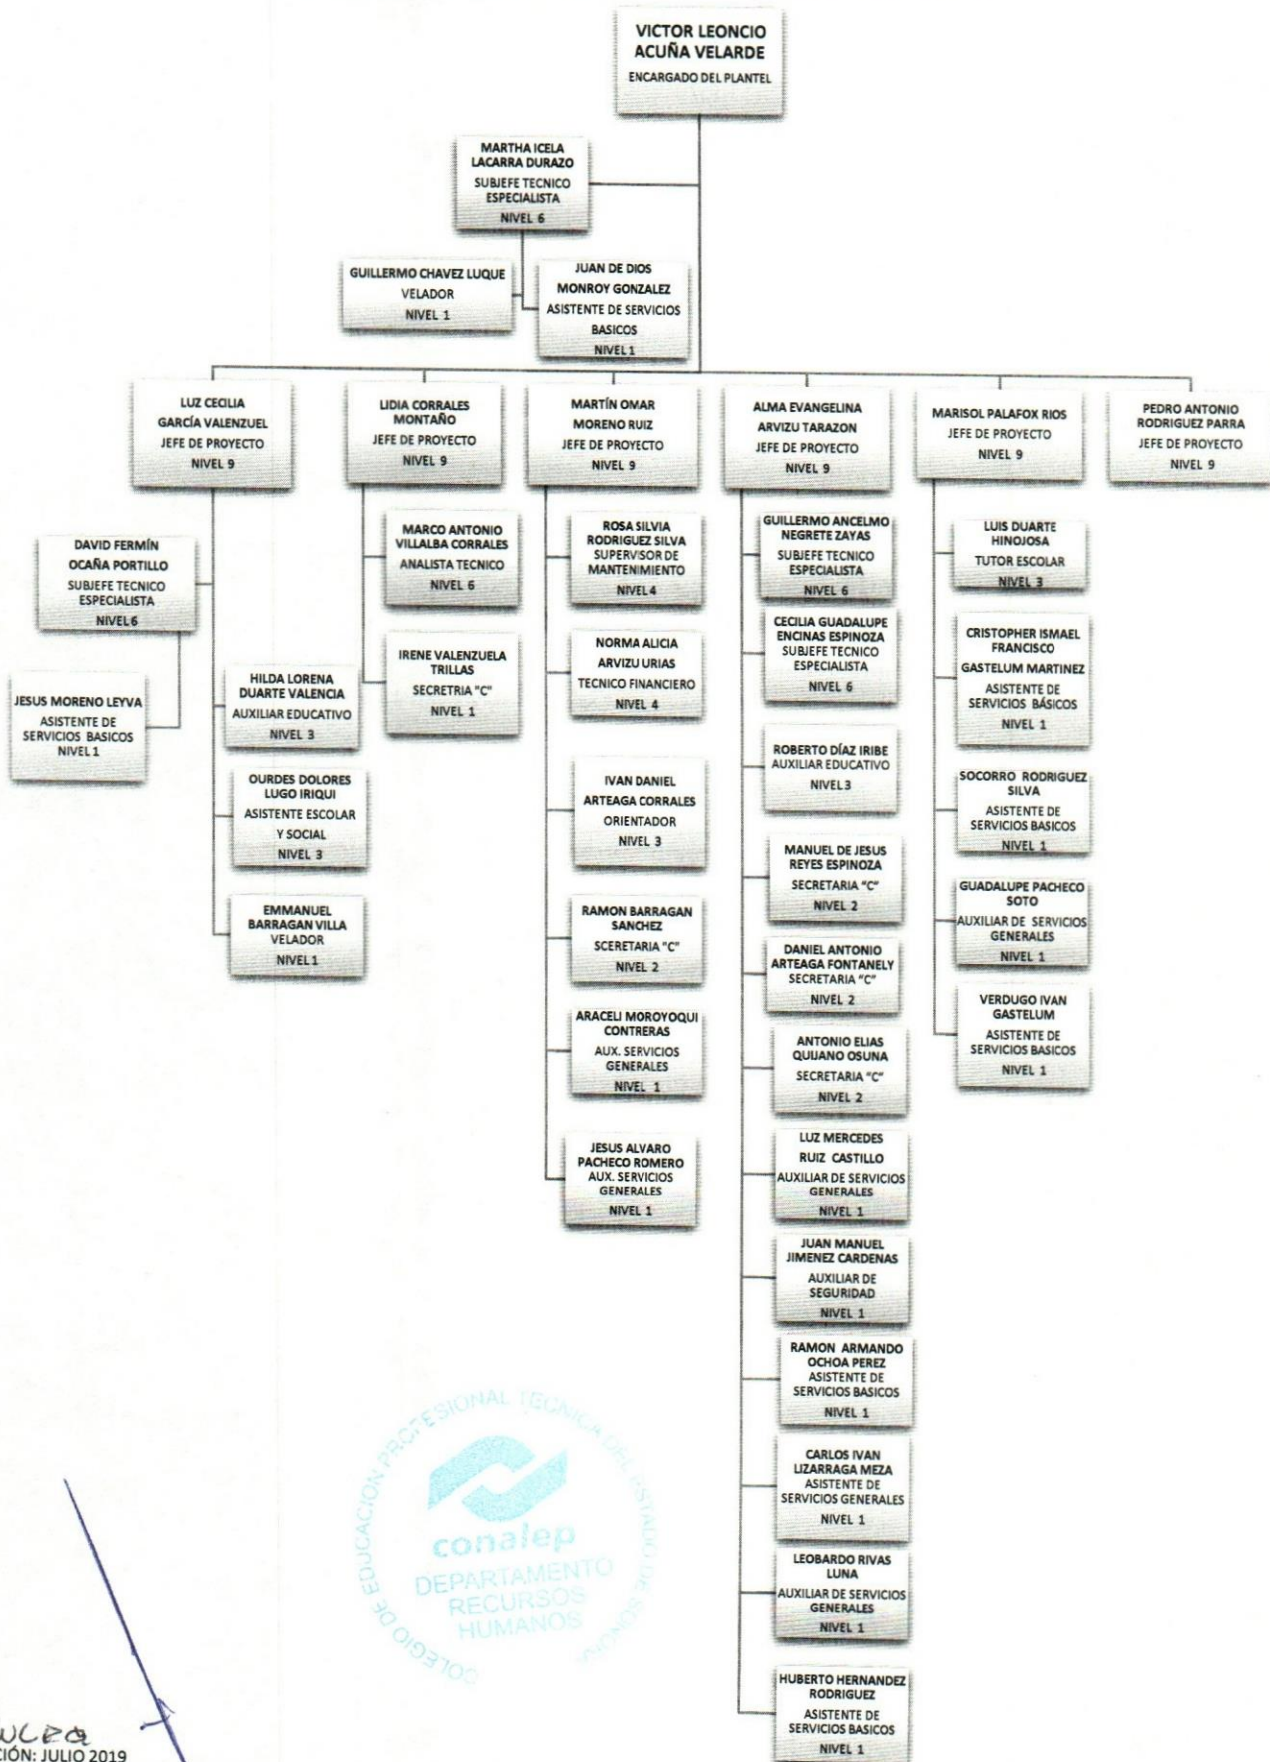 VICTOR LEONCIO
ACUÑA VELARDE
ENCARGADO DEL PLANTEL
MARTHA ICELA
LACARRA DURAZO
SUBJEFE TECNICO
ESPECIALISTA
NIVEL 6
GUILLERMO CHAVEZ LUQUE
VELADOR
NIVEL 1
JUAN DE DIOS
MONROY GONZALEZ
ASISTENTE DE SERVICIOS
BASICOS
NIVEL 1
LUZ CECILIA
GARCÍA VALENZUEL
JEFE DE PROYECTO
NIVEL 9
DAVID FERMÍN
OCAÑA PORTILLO
SUBJEFE TECNICO
ESPECIALISTA
NIVEL 6
JESUS MORENO LEYVA
ASISTENTE DE
SERVICIOS BASICOS
NIVEL 1
HILDA LORENA
DUARTE VALENCIA
AUXILIAR EDUCATIVO
NIVEL 3
OURDES DOLORES
LUGO IRIQUI
ASISTENTE ESCOLAR
Y SOCIAL
NIVEL 3
EMMANUEL
BARRAGAN VILLA
VELADOR
NIVEL 1
LIDIA CORRALES
MONTAÑO
JEFE DE PROYECTO
NIVEL 9
MARCO ANTONIO
VILLALBA CORRALES
ANALISTA TECNICO
NIVEL 6
IRENE VALENZUELA
TRILLAS
SECRETRIA "C"
NIVEL 1
MARTÍN OMAR
MORENO RUIZ
JEFE DE PROYECTO
NIVEL 9
ROSA SILVIA
RODRIGUEZ SILVA
SUPERVISOR DE
MANTENIMIENTO
NIVEL 4
NORMA ALICIA
ARVIZU URIAS
TECNICO FINANCIERO
NIVEL 4
IVAN DANIEL
ARTEAGA CORRALES
ORIENTADOR
NIVEL 3
RAMON BARRAGAN
SANCHEZ
SCERETARIA "C"
NIVEL 2
ARACELI MOROYOQUI
CONTRERAS
AUX. SERVICIOS
GENERALES
NIVEL 1
JESUS ALVARO
PACHECO ROMERO
AUX. SERVICIOS
GENERALES
NIVEL 1
ALMA EVANGELINA
ARVIZU TARAZON
JEFE DE PROYECTO
NIVEL 9
GUILLERMO ANCELMO
NEGRETE ZAYAS
SUBJEFE TECNICO
ESPECIALISTA
NIVEL 6
CECILIA GUADALUPE
ENCINAS ESPINOZA
SUBJEFE TECNICO
ESPECIALISTA
NIVEL 6
ROBERTO DÍAZ IRIBE
AUXILIAR EDUCATIVO
NIVEL 3
MANUEL DE JESUS
REYES ESPINOZA
SECRETARIA "C"
NIVEL 2
DANIEL ANTONIO
ARTEAGA FONTANELY
SECRETARIA "C"
NIVEL 2
ANTONIO ELIAS
QUIJANO OSUNA
SECRETARIA "C"
NIVEL 2
LUZ MERCEDES
RUIZ CASTILLO
AUXILIAR DE SERVICIOS
GENERALES
NIVEL 1
JUAN MANUEL
JIMENEZ CARDENAS
AUXILIAR DE
SEGURIDAD
NIVEL 1
RAMON ARMANDO
OCHOA PEREZ
ASISTENTE DE
SERVICIOS BASICOS
NIVEL 1
CARLOS IVAN
LIZARRAGA MEZA
ASISTENTE DE
SERVICIOS GENERALES
NIVEL 1
LEOBARDO RIVAS
LUNA
AUXILIAR DE SERVICIOS
GENERALES
NIVEL 1
HUBERTO HERNANDEZ
RODRIGUEZ
ASISTENTE DE
SERVICIOS BASICOS
NIVEL 1
MARISOL PALAFOX RIOS
JEFE DE PROYECTO
NIVEL 9
LUIS DUARTE
HINOJOSA
TUTOR ESCOLAR
NIVEL 3
CRISTOPHER ISMAEL
FRANCISCO
GASTELUM MARTINEZ
ASISTENTE DE
SERVICIOS BÁSICOS
NIVEL 1
SOCORRO RODRIGUEZ
SILVA
ASISTENTE DE
SERVICIOS BASICOS
NIVEL 1
GUADALUPE PACHECO
SOTO
AUXILIAR DE SERVICIOS
GENERALES
NIVEL 1
VERDUGO IVAN
GASTELUM
ASISTENTE DE
SERVICIOS BASICOS
NIVEL 1
PEDRO ANTONIO
RODRIGUEZ PARRA
JEFE DE PROYECTO
NIVEL 9
COLEGIO DE EDUCACION PROFESIONAL TECNICA DEL ESTADO DE SONORA
conalep
DEPARTAMENTO
RECURSOS
HUMANOS
CIÓN: JULIO 2019